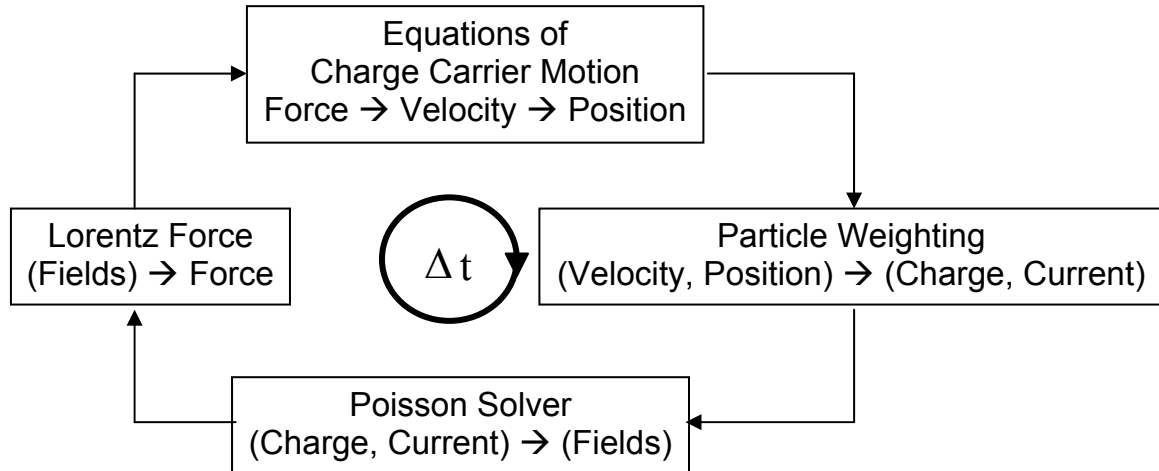 Equations of
Charge Carrier Motion
Force → Velocity → Position
Lorentz Force
(Fields) → Force
Δ t
Particle Weighting
(Velocity, Position) → (Charge, Current)
Poisson Solver
(Charge, Current) → (Fields)